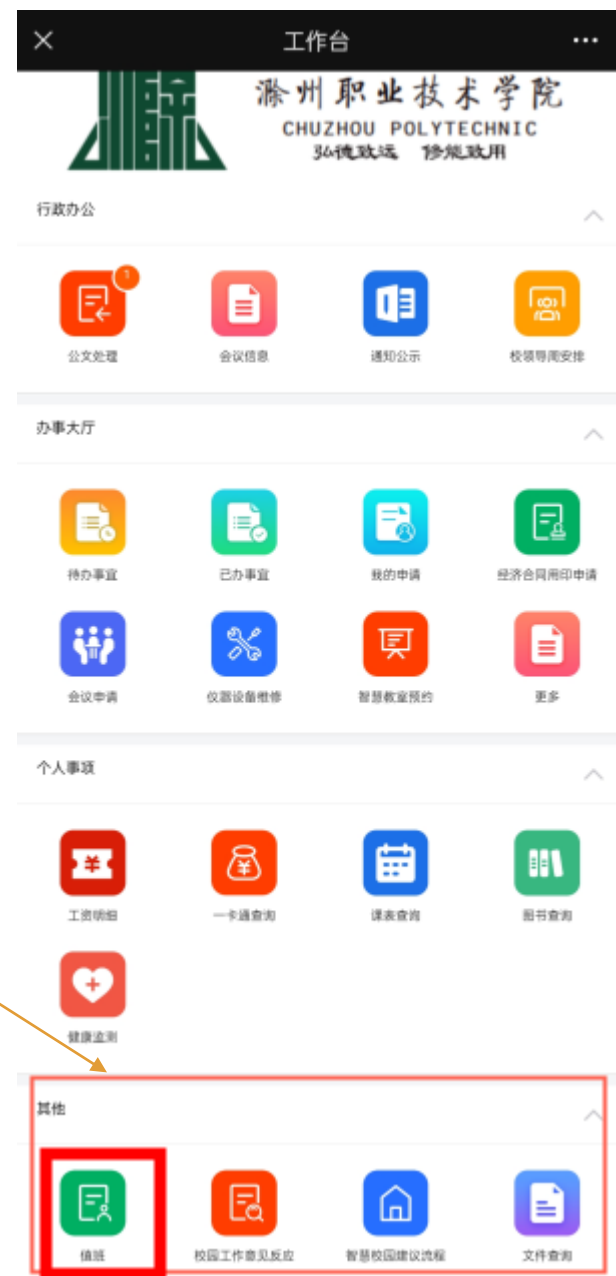 工作台
滁州职业技术学院
CHUZHOU POLYTECHNIC
弘德致远 修能致用
行政办公
1
公文处理 会议信息 通知公示 校领导周安排
办事大厅
待办事宜 已办事宜 我的申请 经济合同用印申请
会议申请 仪器设备维修 智慧教室预约 更多
个人事项
工资明细 一卡通查询 课表查询 图书查询
健康监测
其他
值班 校园工作意见反应 智慧校园建议流程 文件查询